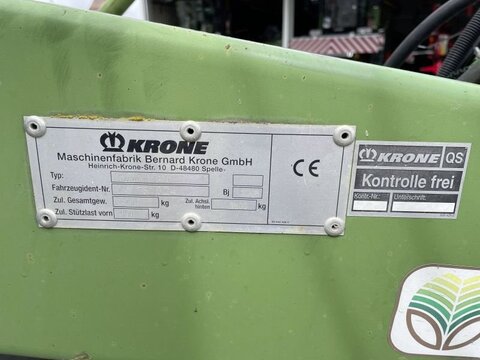 KRONE
Maschinenfabrik Bernard Krone GmbH
Heinrich-Krone-Str. 10 D-48480 Spelle
Typ:
Fahrzeugident-Nr. Bj
Zul. Gesamtgew. kg Zul. Achsl. hinten kg
Zul. Stützlast vorn kg
CE
KRONE QS
Kontrolle frei
Kontr.-Nr.: Unterschrift: